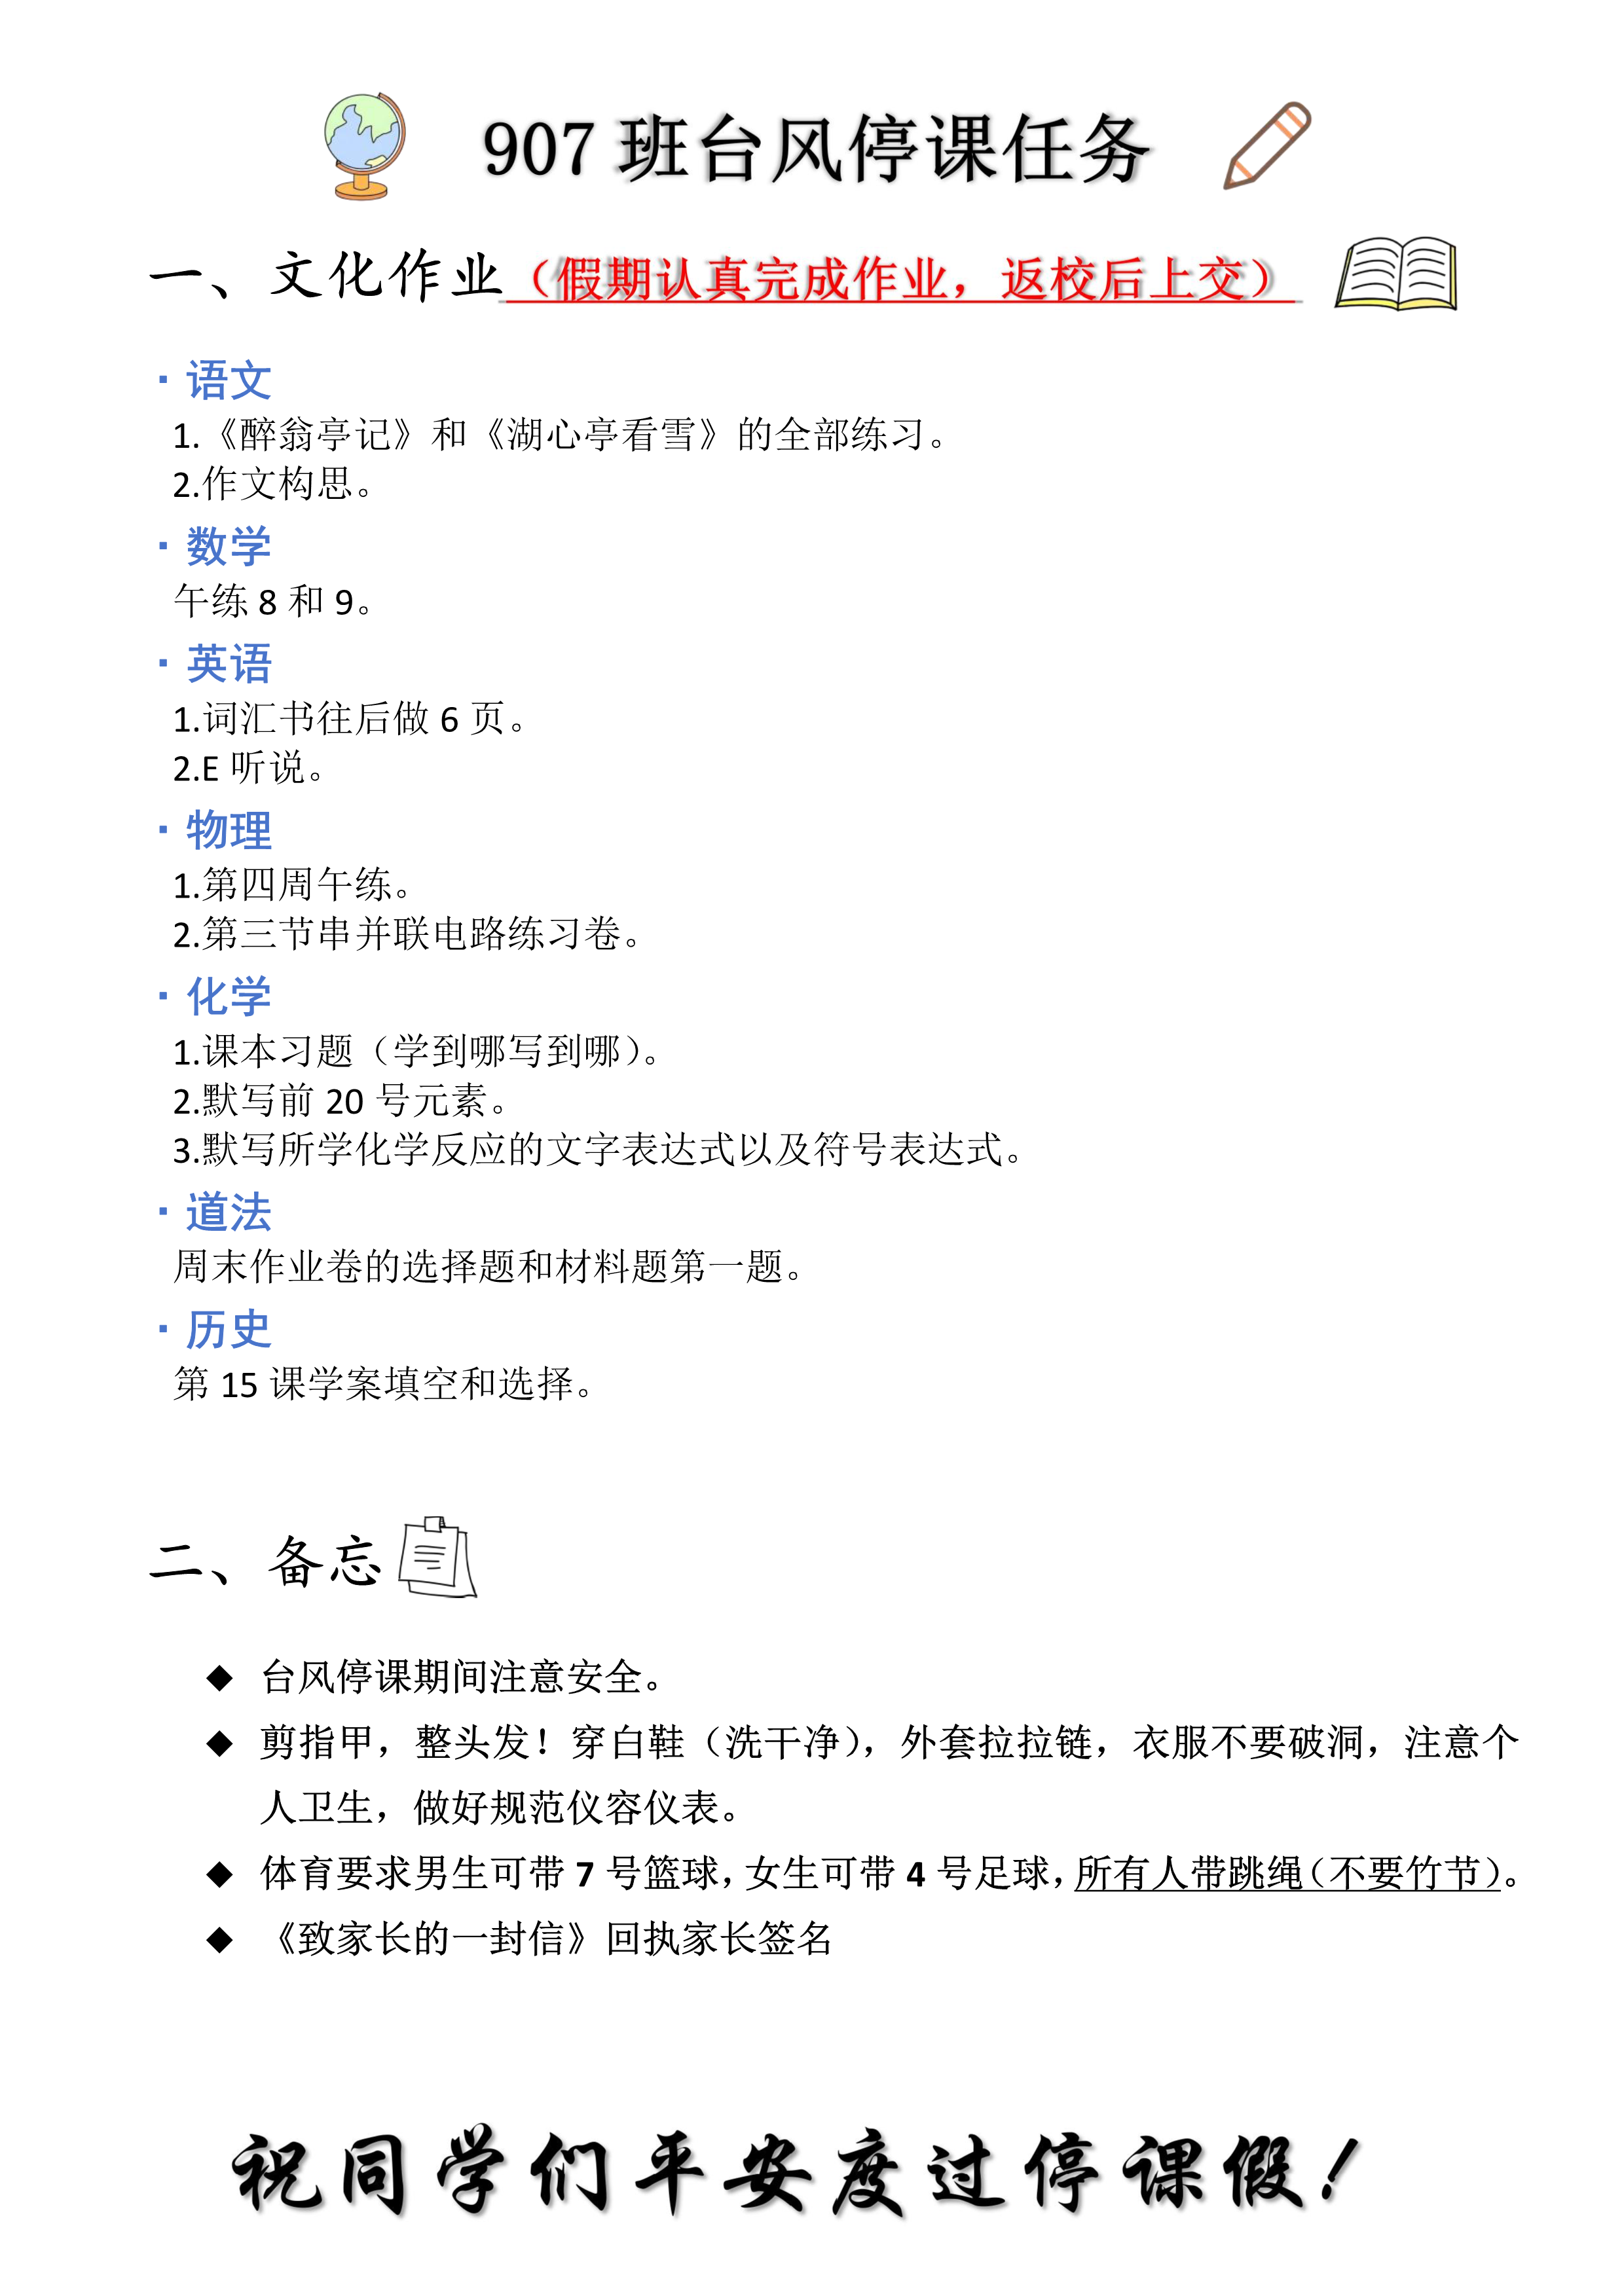 907 班台风停课任务
一、文化作业（假期认真完成作业，返校后上交）
· 语文
1.《醉翁亭记》和《湖心亭看雪》的全部练习。
2.作文构思。
· 数学
午练 8 和 9。
· 英语
1.词汇书往后做 6 页。
2.E 听说。
· 物理
1.第四周午练。
2.第三节串并联电路练习卷。
· 化学
1.课本习题（学到哪写到哪）。
2.默写前 20 号元素。
3.默写所学化学反应的文字表达式以及符号表达式。
· 道法
周末作业卷的选择题和材料题第一题。
· 历史
第 15 课学案填空和选择。
二、备忘
◆ 台风停课期间注意安全。
◆ 剪指甲，整头发！穿白鞋（洗干净），外套拉拉链，衣服不要破洞，注意个
人卫生，做好规范仪容仪表。
◆ 体育要求男生可带 7 号篮球，女生可带 4 号足球，所有人带跳绳（不要竹节）。
◆ 《致家长的一封信》回执家长签名
祝同学们平安度过停课假！